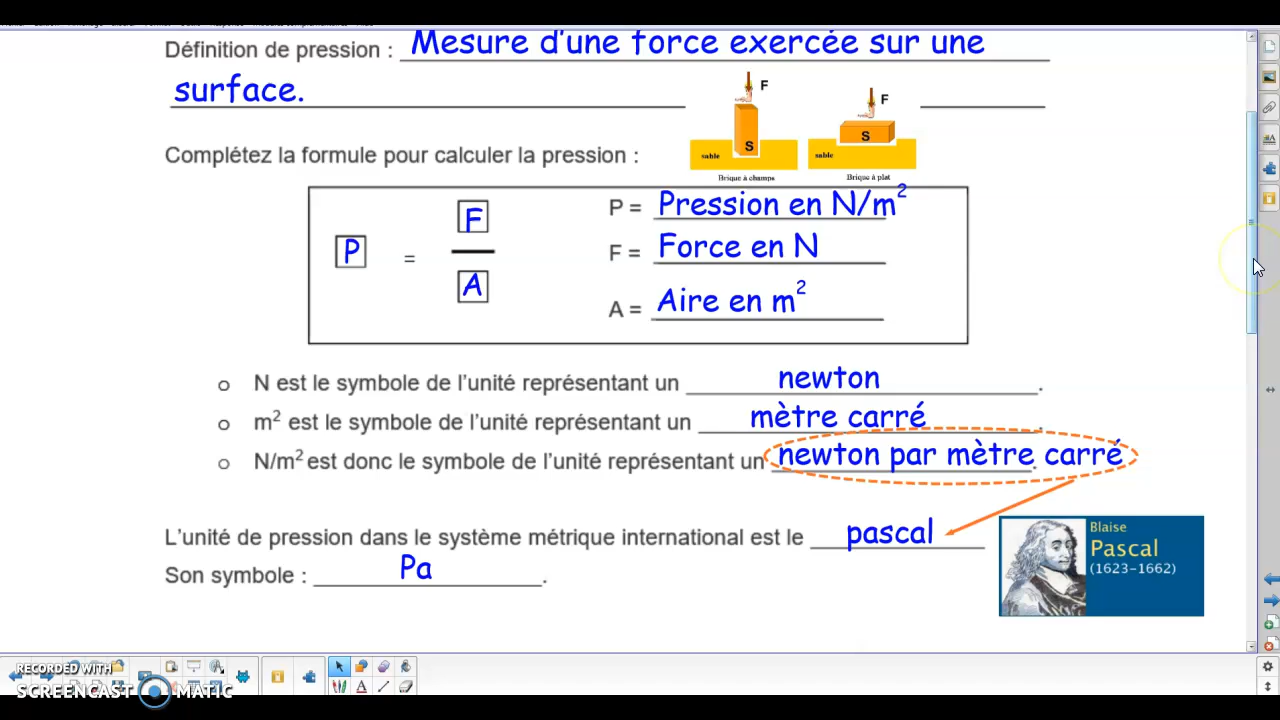 Définition de pression : Mesure d'une force exercée sur une
surface.
F
F
S
S
sable
sable
Brique à champs
Brique à plat
Complétez la formule pour calculer la pression :
P = F
A
P = Pression en N/m²
F = Force en N
A = Aire en m²
o N est le symbole de l'unité représentant un newton.
o m² est le symbole de l'unité représentant un mètre carré.
o N/m² est donc le symbole de l'unité représentant un newton par mètre carré.
L'unité de pression dans le système métrique international est le pascal
Son symbole : Pa.
Blaise
Pascal
(1623-1662)
RECORDED WITH
SCREENCAST MATIC